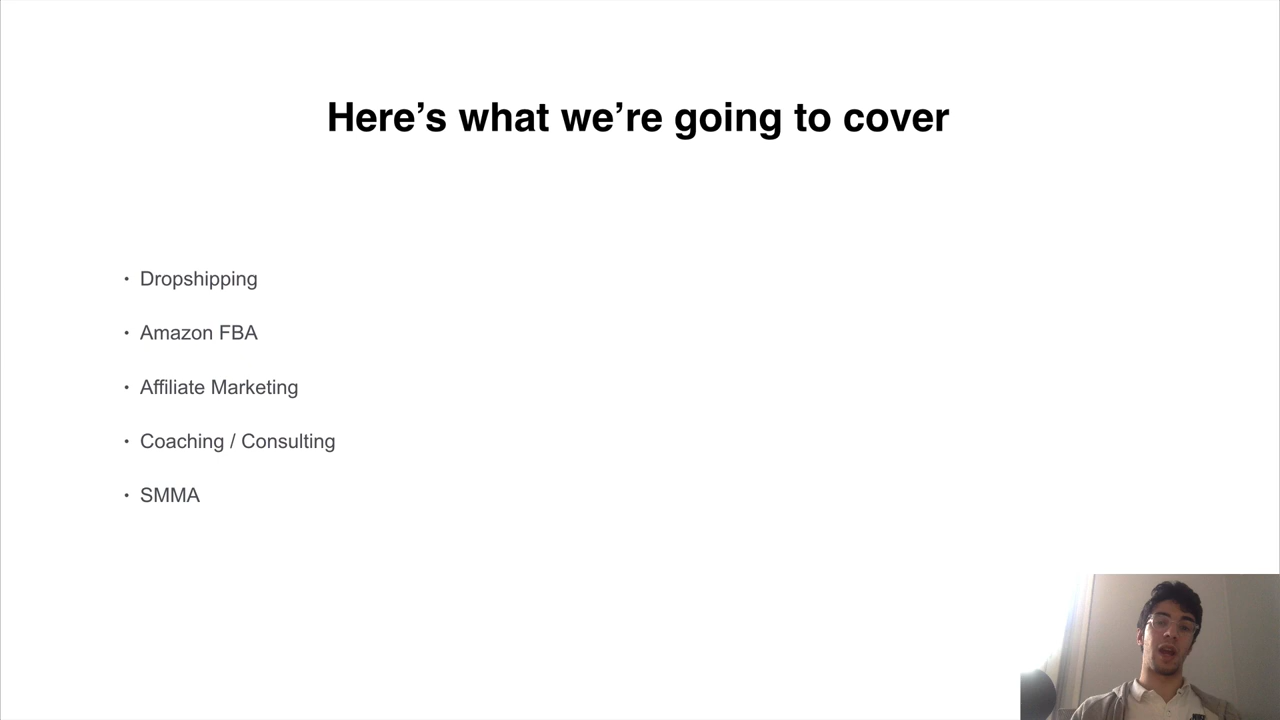 Here’s what we’re going to cover
• Dropshipping
• Amazon FBA
• Affiliate Marketing
• Coaching / Consulting
• SMMA